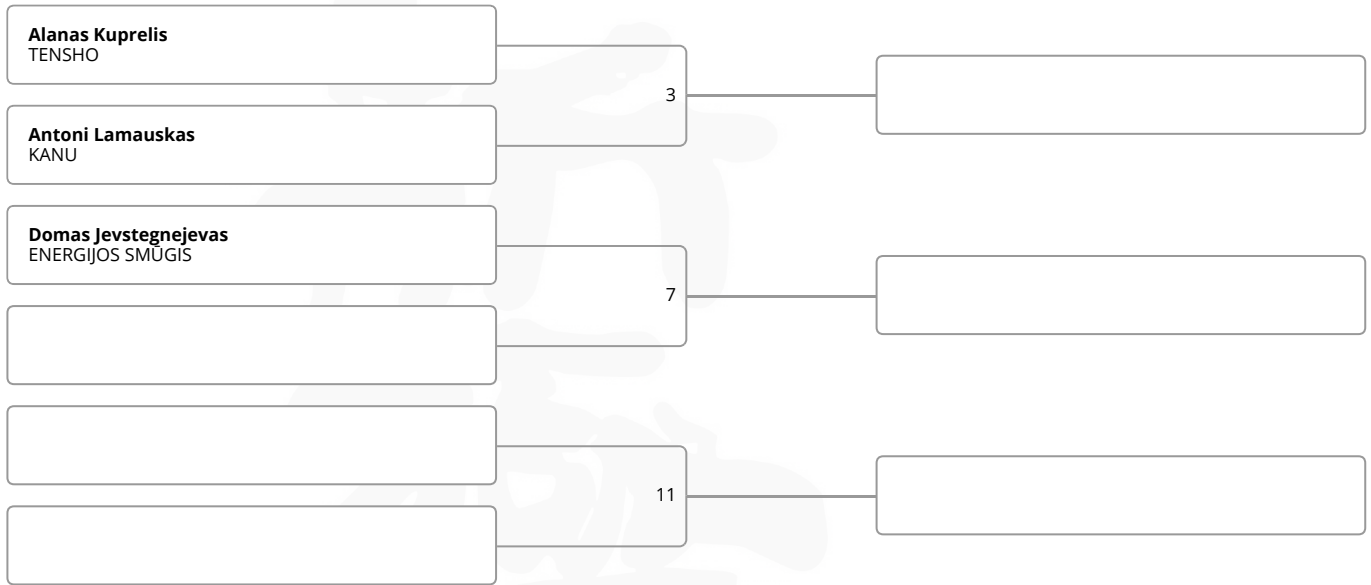 Alanas Kuprelis
TENSHO
3
Antoni Lamauskas
KANU
Domas Jevstegnejevas
ENERGIJOS SMŪGIS
7
11